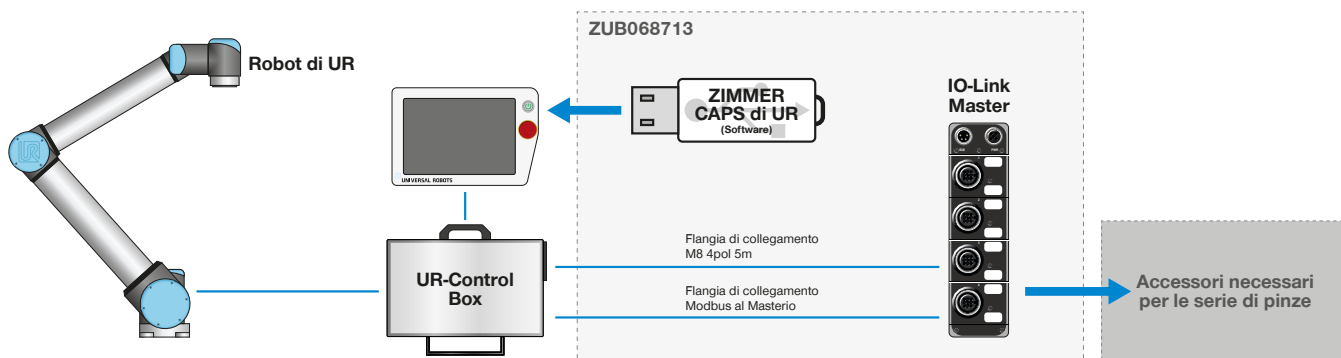 ZUB068713
Robot di UR
ZIMMER
CAPS di UR
(Software)
IO-Link
Master
UNIVERSAL ROBOTS
UR
Flangia di collegamento
M8 4pol 5m
UR-Control
Box
Flangia di collegamento
Modbus al Masterio
Accessori necessari
per le serie di pinze